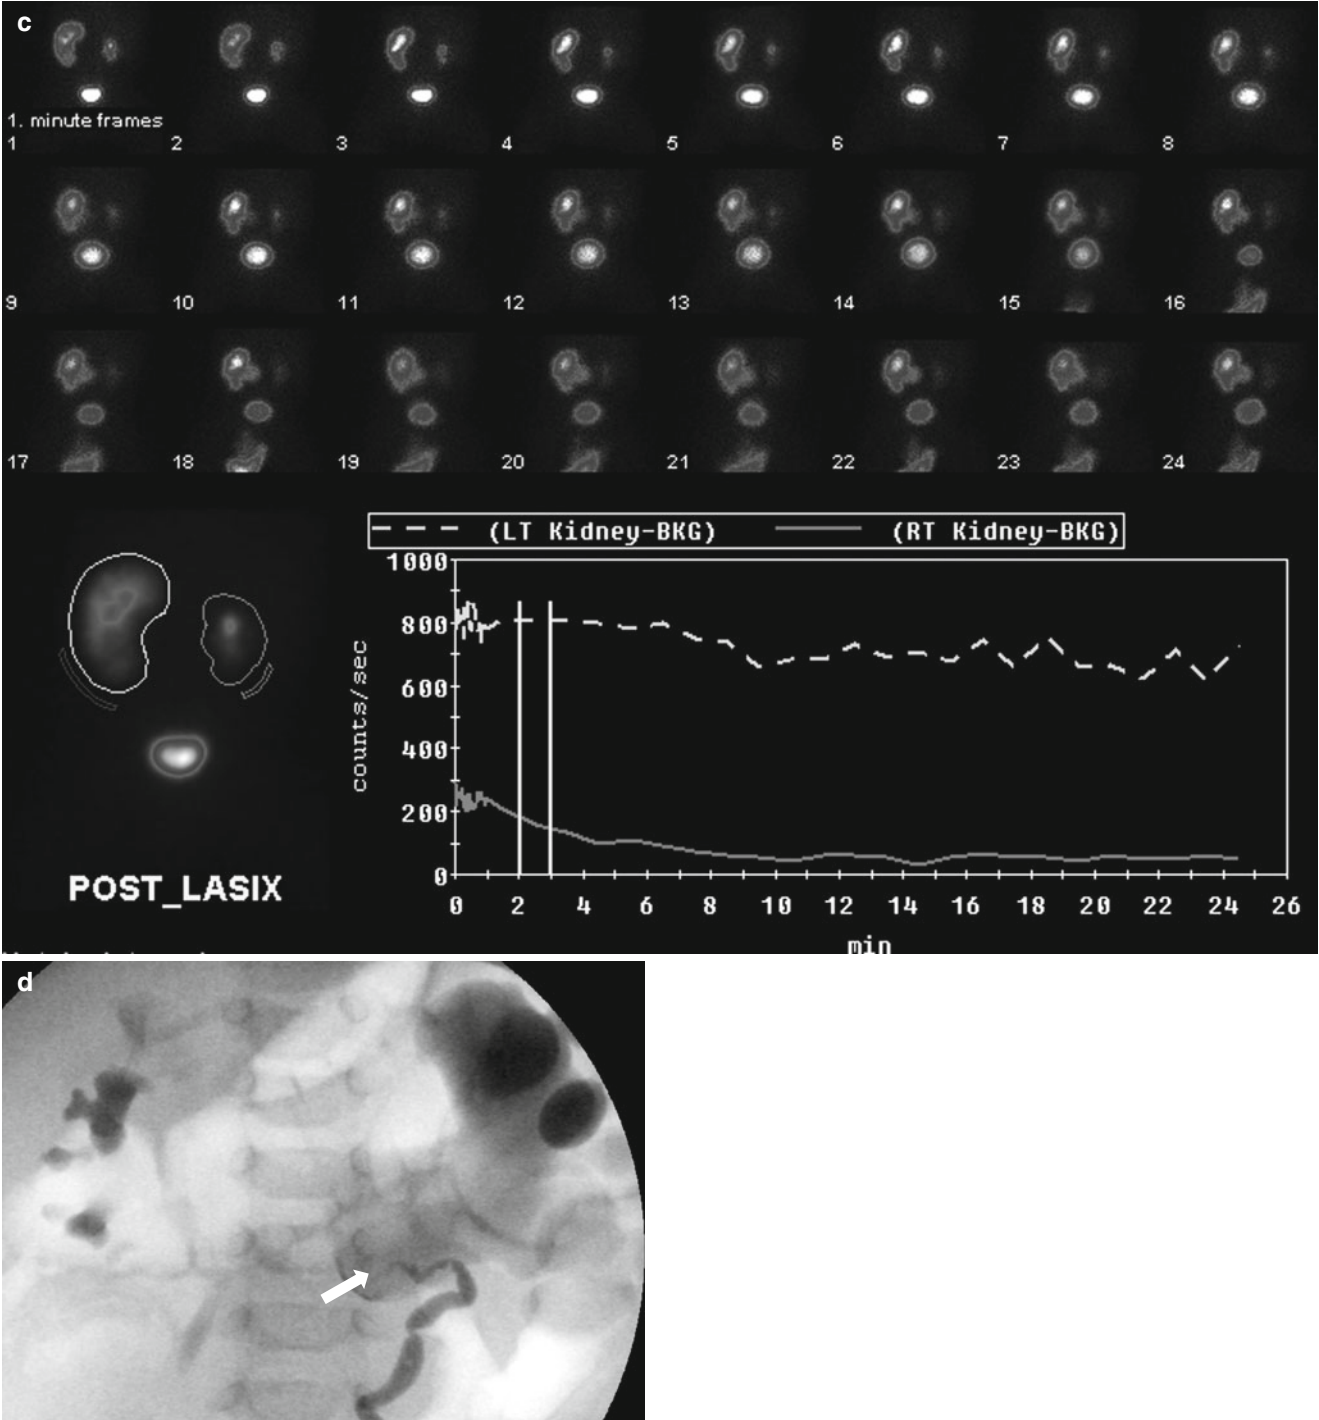 c
1. minute frames
1 2 3 4 5 6 7 8
9 10 11 12 13 14 15 16
17 18 19 20 21 22 23 24
(LT Kidney-BKG) (RT Kidney-BKG)
1000
800
600
400
200
0
counts/sec
0 2 4 6 8 10 12 14 16 18 20 22 24 26
min
POST_LASIX
d